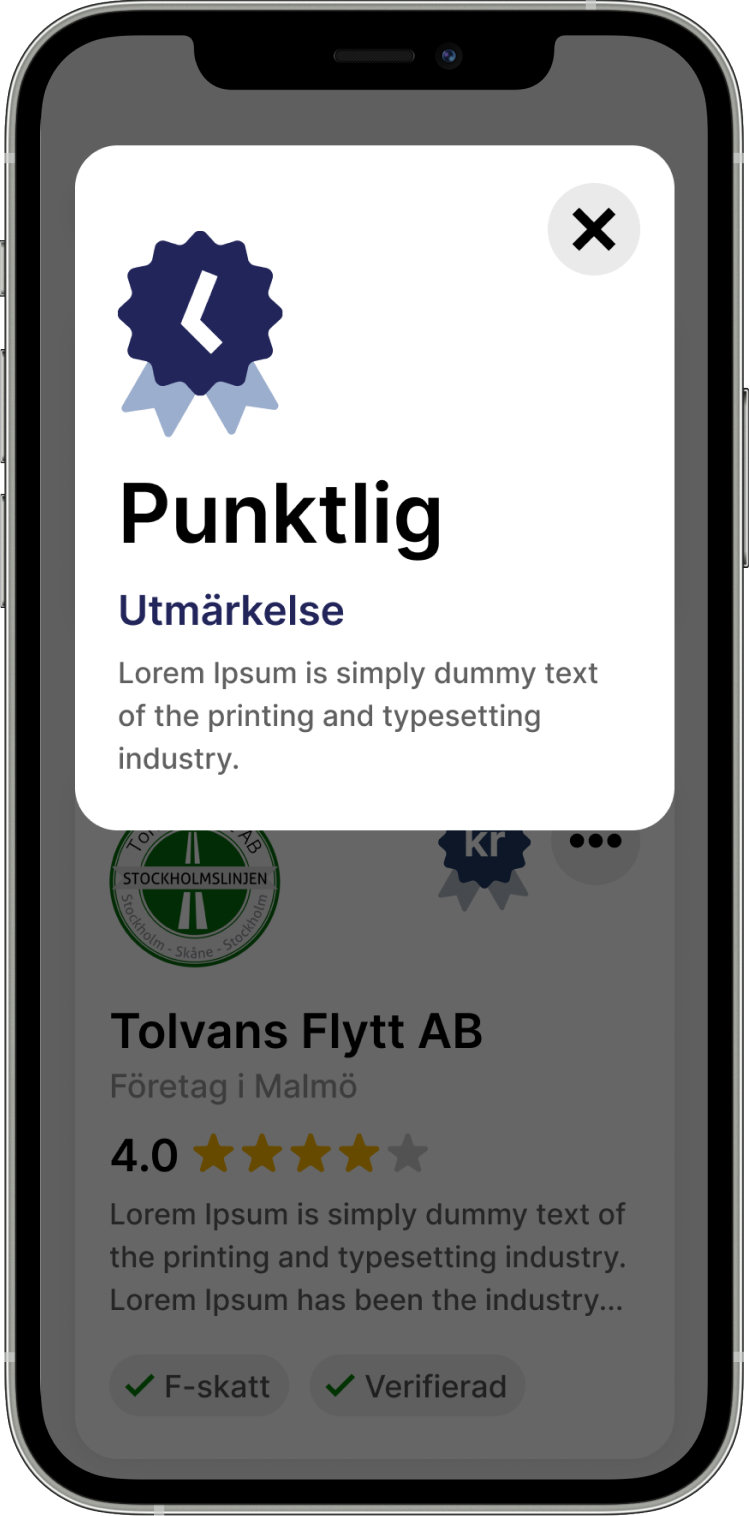 Punktlig
Utmärkelse
Lorem Ipsum is simply dummy text
of the printing and typesetting
industry.
AB
kr
STOCKHOLMSLINJEN
Stockholm - Skåne - Stockholm
Tolvans Flytt AB
Företag i Malmö
4.0
Lorem Ipsum is simply dummy text of
the printing and typesetting industry.
Lorem Ipsum has been the industry...
F-skatt
Verifierad